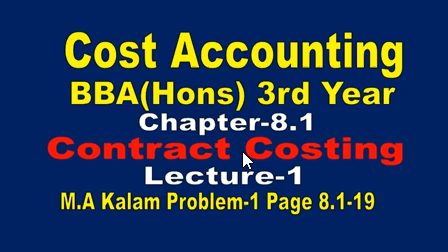 Cost Accounting
BBA(Hons) 3rd Year
Chapter-8.1
Contract Costing
Lecture-1
M.A Kalam Problem-1 Page 8.1-19